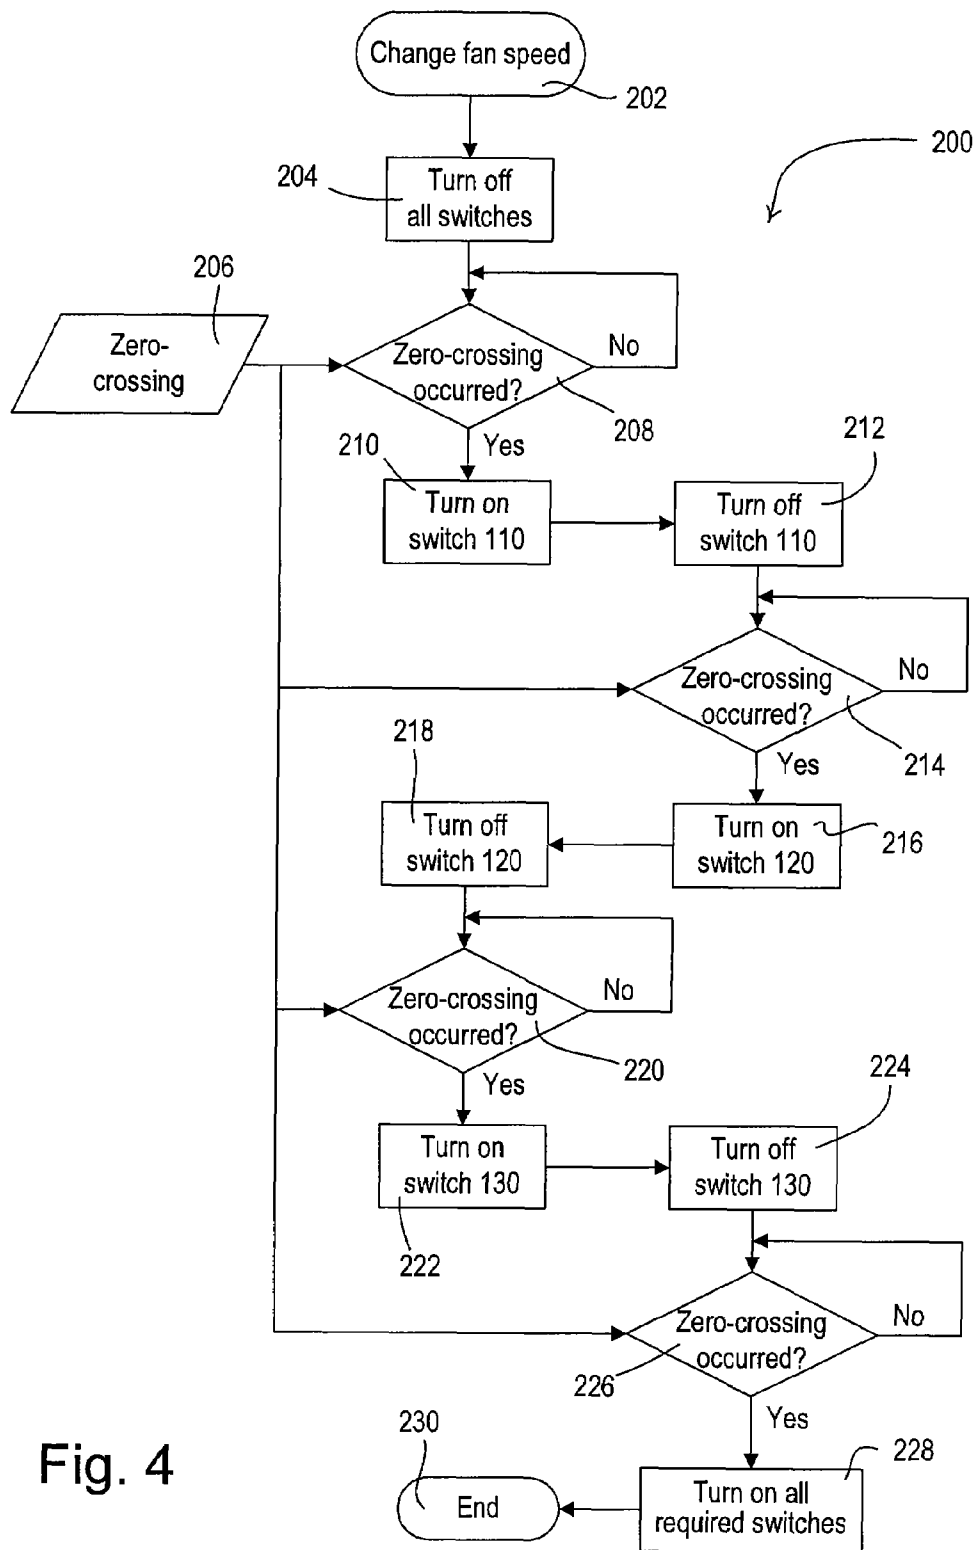 Change fan speed
202
200
204
Turn off
all switches
206
Zero-
crossing
Zero-crossing
occurred?
No
208
Yes
210
Turn on
switch 110
212
Turn off
switch 110
Zero-crossing
occurred?
No
214
Yes
216
Turn on
switch 120
218
Turn off
switch 120
Zero-crossing
occurred?
No
220
Yes
Turn on
switch 130
222
224
Turn off
switch 130
Zero-crossing
occurred?
No
226
Yes
228
Turn on all
required switches
230
End
Fig. 4